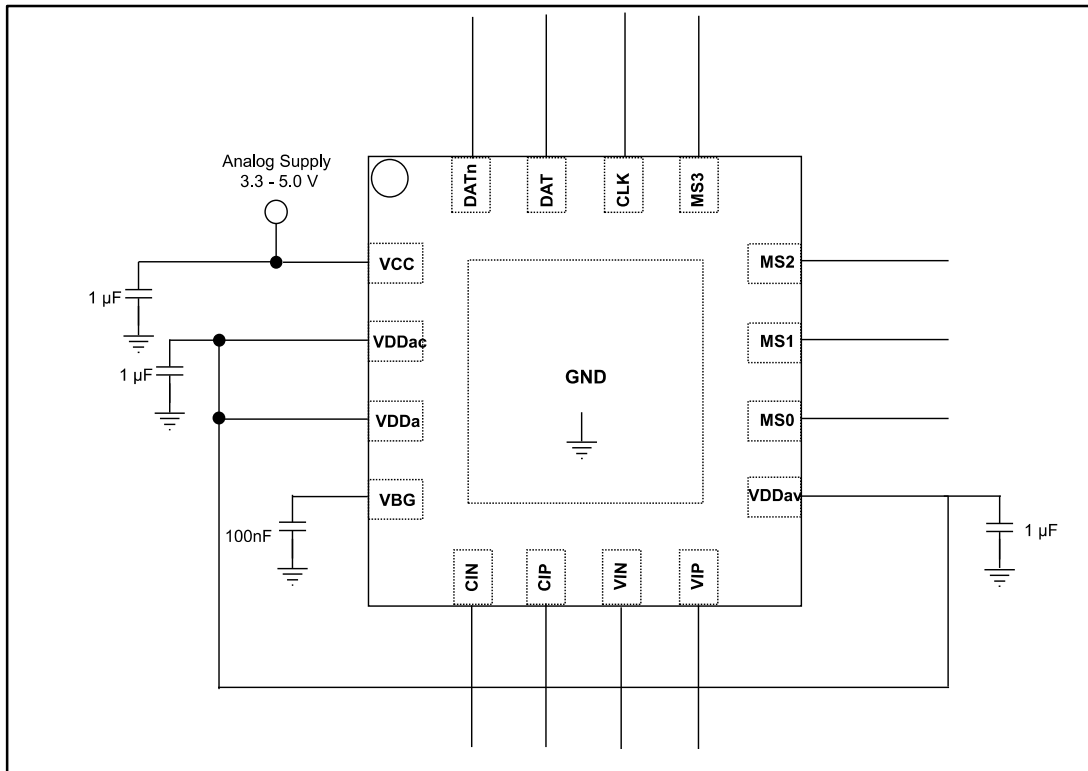 Analog Supply
3.3 - 5.0 V
DATn
DAT
CLK
MS3
VCC
MS2
1 µF
VDDac
MS1
1 µF
GND
VDDa
MS0
VBG
VDDav
100nF
1 µF
CIN
CIP
VIN
VIP